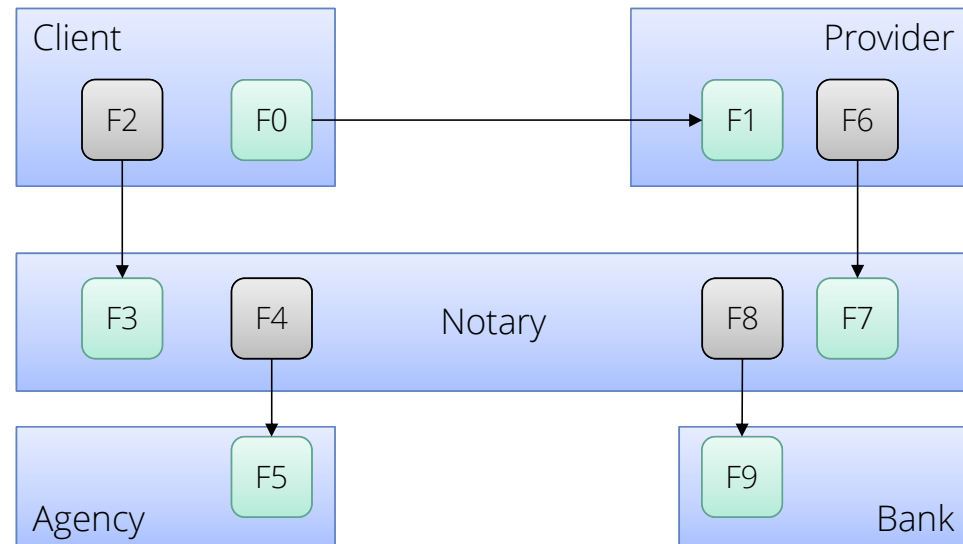 Client
Provider
F2
F0
F1
F6
F3
F4
Notary
F8
F7
F5
F9
Agency
Bank